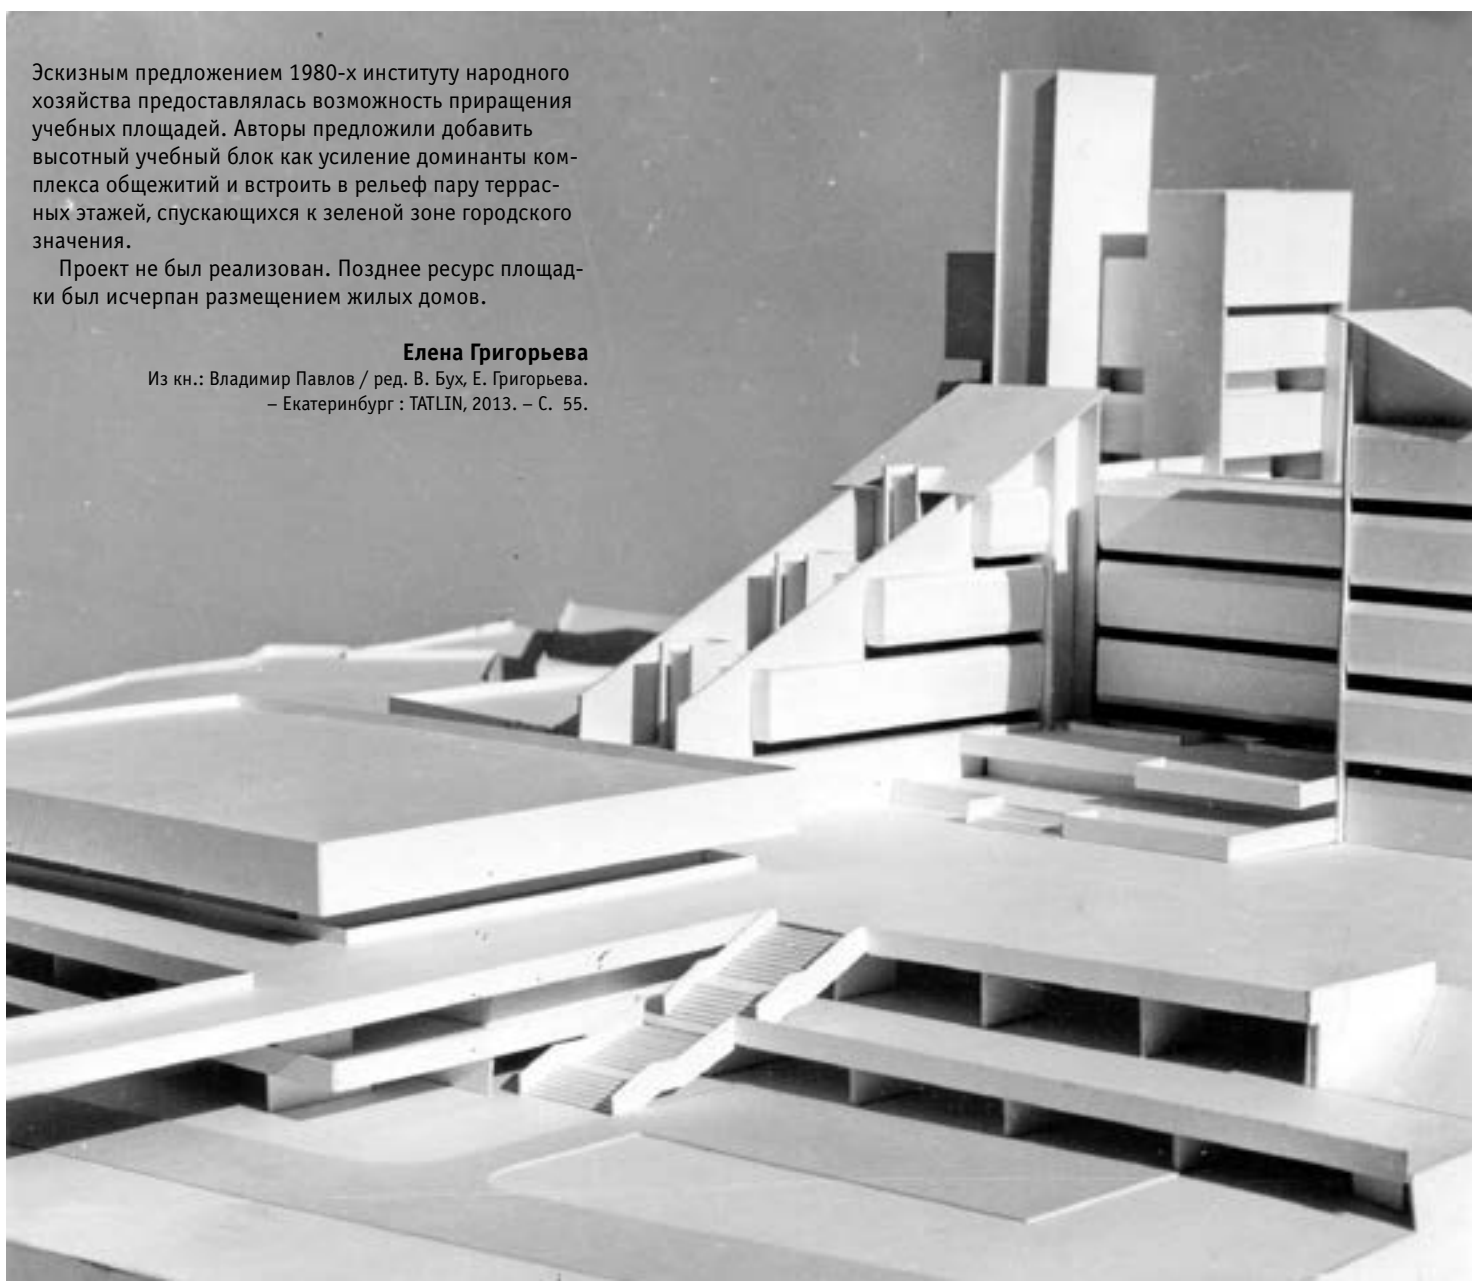 Эскизным предложением 1980-х институту народного
хозяйства предоставлялась возможность приращения
учебных площадей. Авторы предложили добавить
высотный учебный блок как усиление доминанты ком-
плекса общежитий и встроить в рельеф пару террас-
ных этажей, спускающихся к зеленой зоне городского
значения.
Проект не был реализован. Позднее ресурс площад-
ки был исчерпан размещением жилых домов.
Елена Григорьева
Из кн.: Владимир Павлов / ред. В. Бух, Е. Григорьева.
– Екатеринбург : TATLIN, 2013. – С. 55.